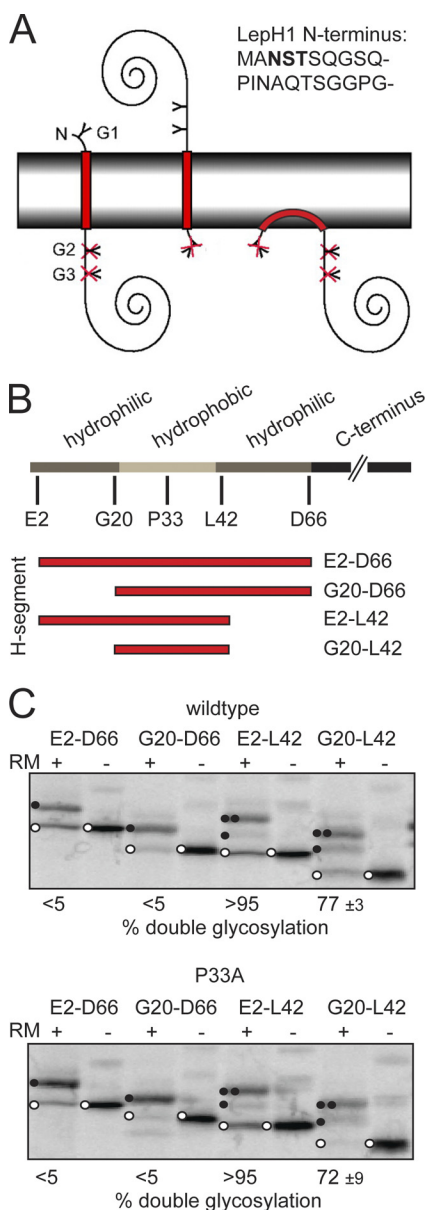 A
LepH1 N-terminus:
MANSTSQGSQ-
PINAQTSGGPG-
N G1
G2
G3
B
hydrophilic hydrophobic hydrophilic C-terminus
E2 G20 P33 L42 D66
H-segment
E2-D66
G20-D66
E2-L42
G20-L42
C
wildtype
E2-D66 G20-D66 E2-L42 G20-L42
RM + - + - + - + -
<5 <5 >95 77 ±3
% double glycosylation
P33A
E2-D66 G20-D66 E2-L42 G20-L42
RM + - + - + - + -
<5 <5 >95 72 ±9
% double glycosylation